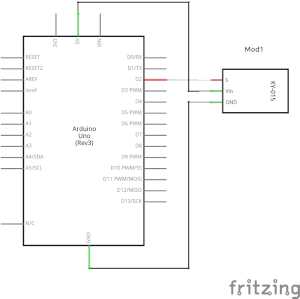 3V3
5V
VIN
Mod1
RESET
RESET2
AREF
ioref
A0
A1
A2
A3
A4/SDA
A5/SCL
N/C
Arduino
Uno
(Rev3)
D0/RX
D1/TX
D2
D3 PWM
D4
D5 PWM
D6 PWM
D7
D8
D9 PWM
D10 PWM/SS
D11 PWM/MOSI
D12/MISO
D13/SCK
GND
S
Vin
GND
KY-015
fritzing